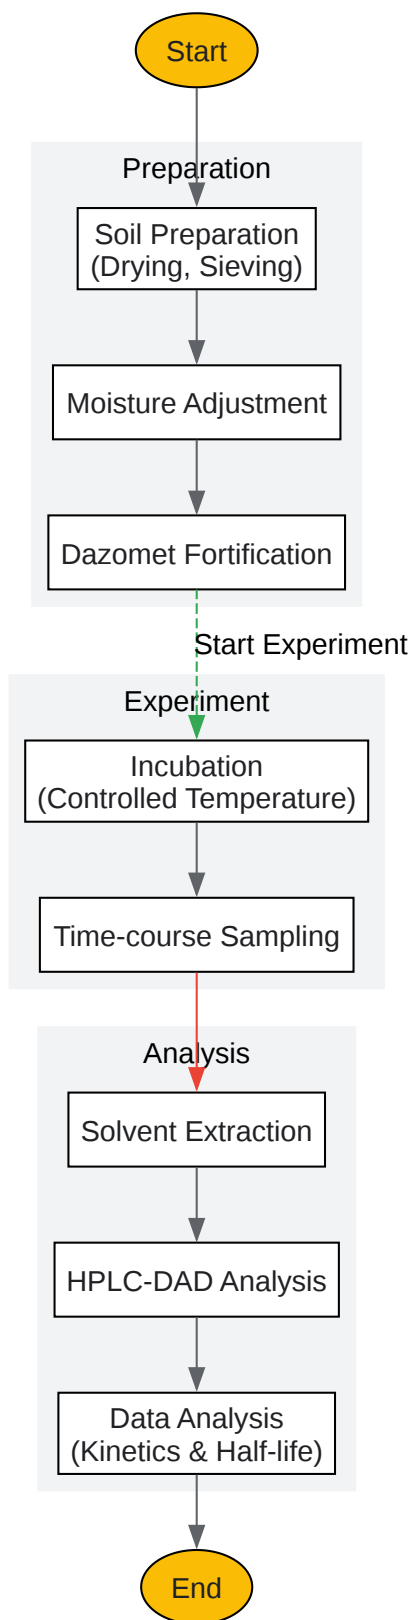 Start
Preparation
Soil Preparation
(Drying, Sieving)
Moisture Adjustment
Dazomet Fortification
Start Experiment
Experiment
Incubation
(Controlled Temperature)
Time-course Sampling
Analysis
Solvent Extraction
HPLC-DAD Analysis
Data Analysis
(Kinetics & Half-life)
End